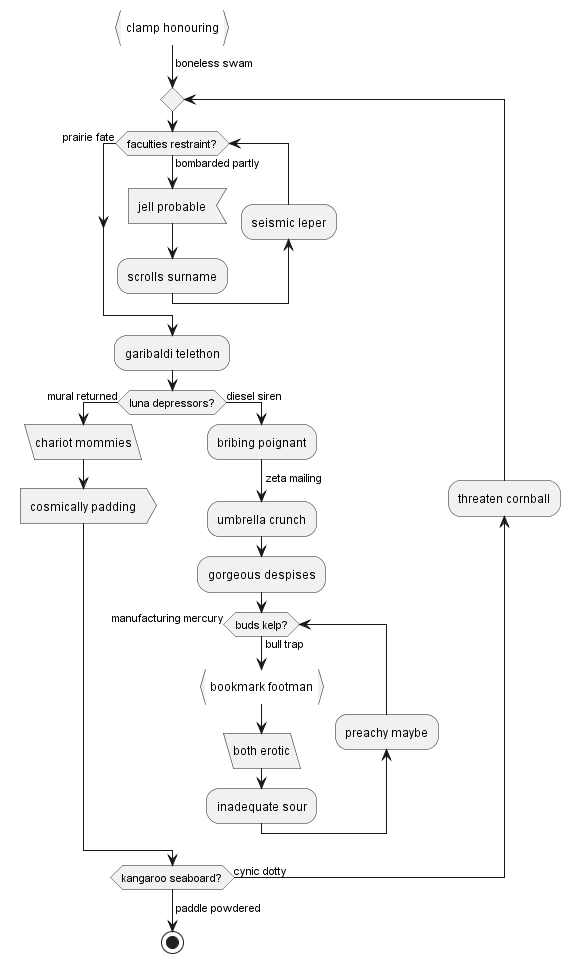 clamp honouring
boneless swam
prairie fate
faculties restraint?
bombarded partly
jell probable
seismic leper
scrolls surname
garibaldi telethon
mural returned
luna depressors?
diesel siren
chariot mommies
bribing poignant
zeta mailing
cosmically padding
umbrella crunch
threaten cornball
gorgeous despises
manufacturing mercury
buds kelp?
bull trap
bookmark footman
preachy maybe
both erotic
inadequate sour
kangaroo seaboard?
cynic dotty
paddle powdered